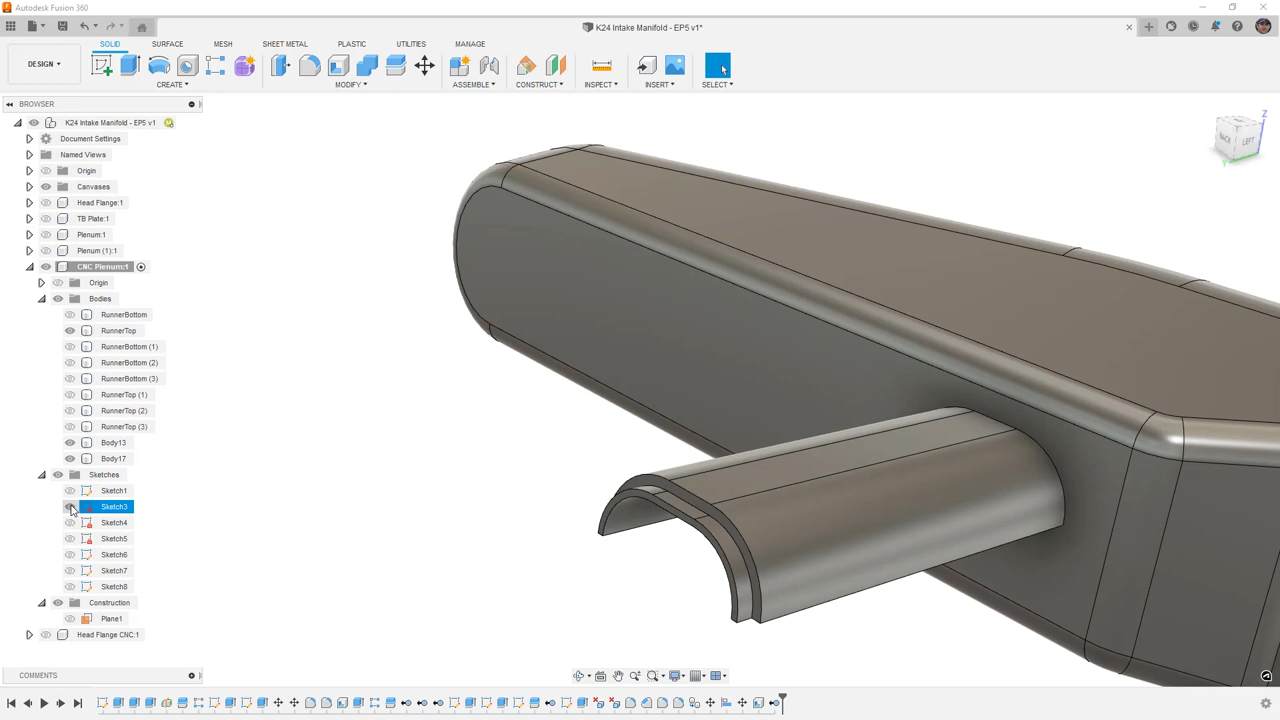 Autodesk Fusion 360
K24 Intake Manifold - EP5 v1*
DESIGN
SOLID SURFACE MESH SHEET METAL PLASTIC UTILITIES MANAGE
CREATE MODIFY ASSEMBLE CONSTRUCT INSPECT INSERT SELECT
BROWSER
K24 Intake Manifold - EP5 v1
Document Settings
Named Views
Origin
Canvases
Head Flange:1
TB Plate:1
Plenum:1
Plenum (1):1
CNC Plenum:1
Origin
Bodies
RunnerBottom
RunnerTop
RunnerBottom (1)
RunnerBottom (2)
RunnerBottom (3)
RunnerTop (1)
RunnerTop (2)
RunnerTop (3)
Body13
Body17
Sketches
Sketch1
Sketch3
Sketch4
Sketch5
Sketch6
Sketch7
Sketch8
Construction
Plane1
Head Flange CNC:1
COMMENTS
Z
BACK LEFT
Y